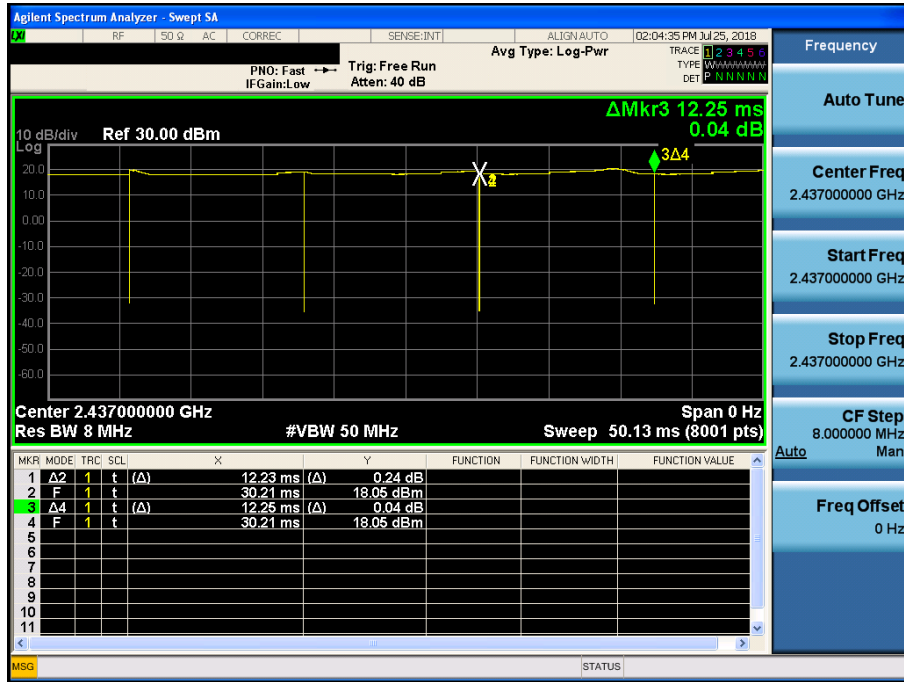 Agilent Spectrum Analyzer - Swept SA
LXI RF 50 Ω AC CORREC SENSE:INT ALIGN AUTO 02:04:35 PM Jul 25, 2018
Avg Type: Log-Pwr TRACE 1 2 3 4 5 6
PNO: Fast Trig: Free Run TYPE WWWWWW
IFGain:Low Atten: 40 dB DET P N N N N N
ΔMkr3 12.25 ms
0.04 dB
10 dB/div Ref 30.00 dBm
Log
3Δ4
20.0
10.0
0.00
-10.0
-20.0
-30.0
-40.0
-50.0
-60.0
Center 2.437000000 GHz Span 0 Hz
Res BW 8 MHz #VBW 50 MHz Sweep 50.13 ms (8001 pts)
MKR MODE TRC SCL X Y FUNCTION FUNCTION WIDTH FUNCTION VALUE
1 Δ2 1 t (Δ) 12.23 ms (Δ) 0.24 dB
2 F 1 t 30.21 ms 18.05 dBm
3 Δ4 1 t (Δ) 12.25 ms (Δ) 0.04 dB
4 F 1 t 30.21 ms 18.05 dBm
5
6
7
8
9
10
11
MSG STATUS
Frequency
Auto Tune
Center Freq
2.437000000 GHz
Start Freq
2.437000000 GHz
Stop Freq
2.437000000 GHz
CF Step
8.000000 MHz
Auto Man
Freq Offset
0 Hz